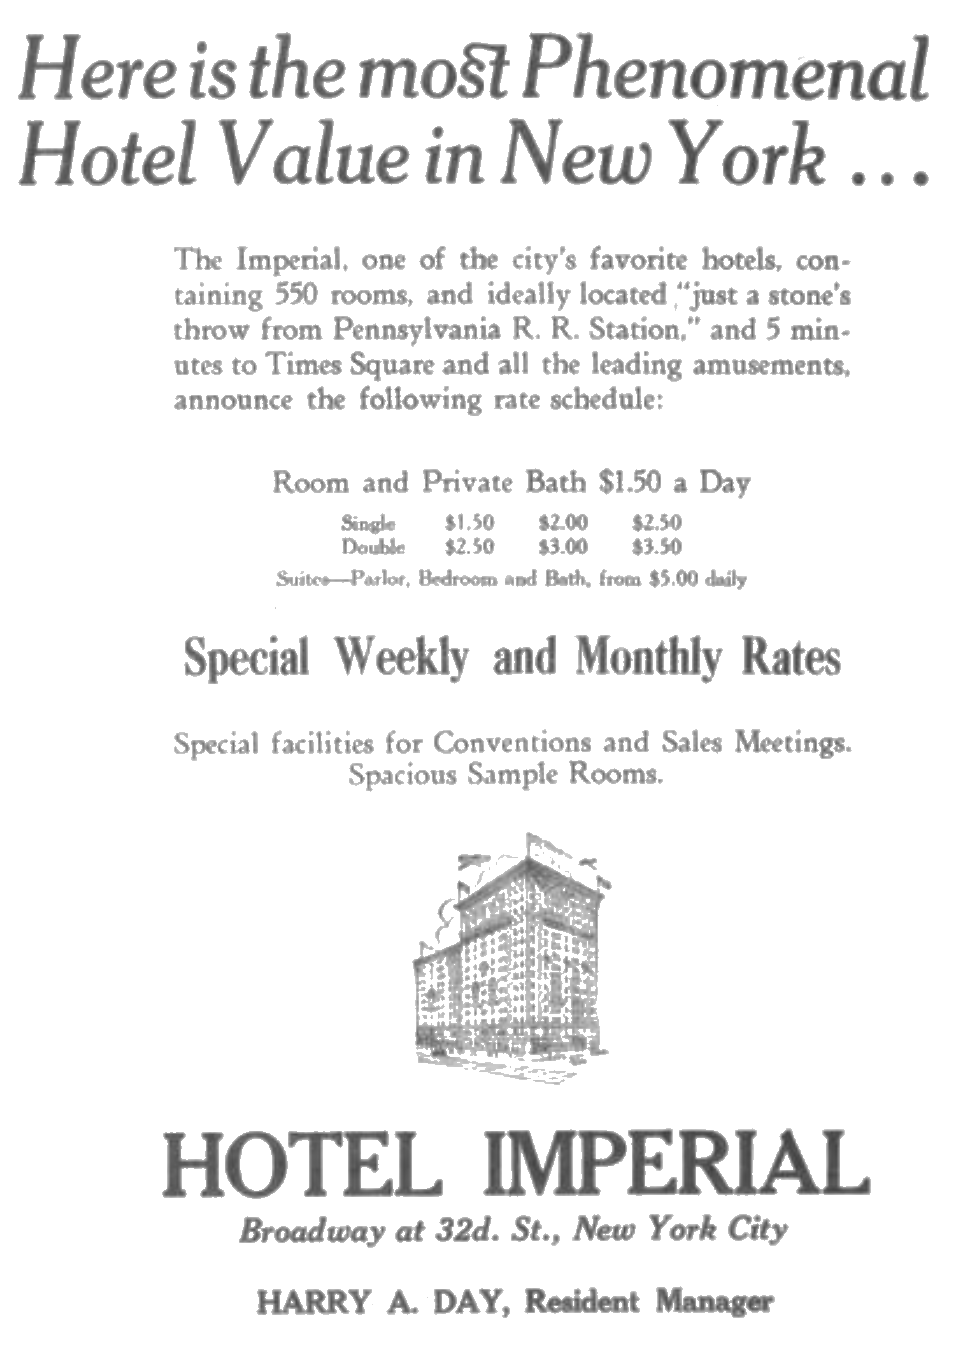 Here is the most Phenomenal
Hotel Value in New York ...
The Imperial, one of the city's favorite hotels, con-
taining 550 rooms, and ideally located "just a stone's
throw from Pennsylvania R. R. Station," and 5 min-
utes to Times Square and all the leading amusements,
announce the following rate schedule:
Room and Private Bath $1.50 a Day
Single $1.50 $2.00 $2.50
Double $2.50 $3.00 $3.50
Suites—Parlor, Bedroom and Bath, from $5.00 daily
Special Weekly and Monthly Rates
Special facilities for Conventions and Sales Meetings.
Spacious Sample Rooms.
HOTEL IMPERIAL
Broadway at 32d. St., New York City
HARRY A. DAY, Resident Manager